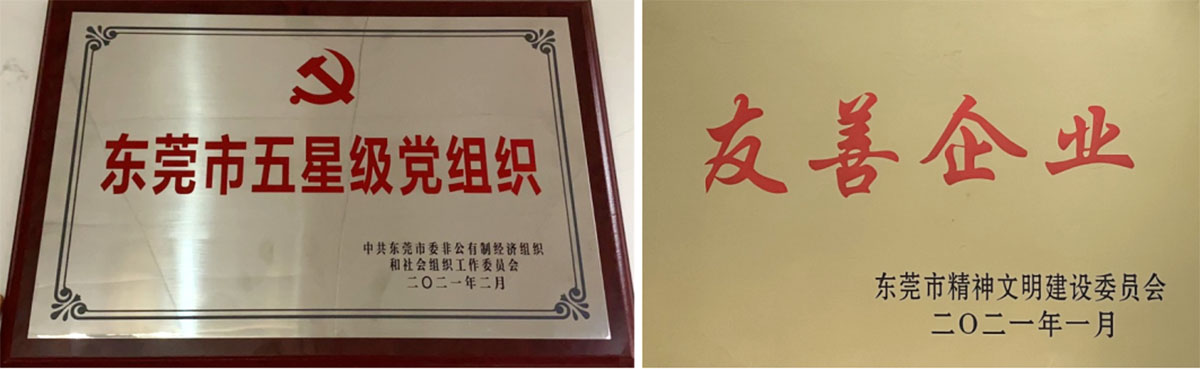 东莞市五星级党组织
中共东莞市委非公有制经济组织
和社会组织工作委员会
二〇二一年二月
友善企业
东莞市精神文明建设委员会
二〇二一年一月